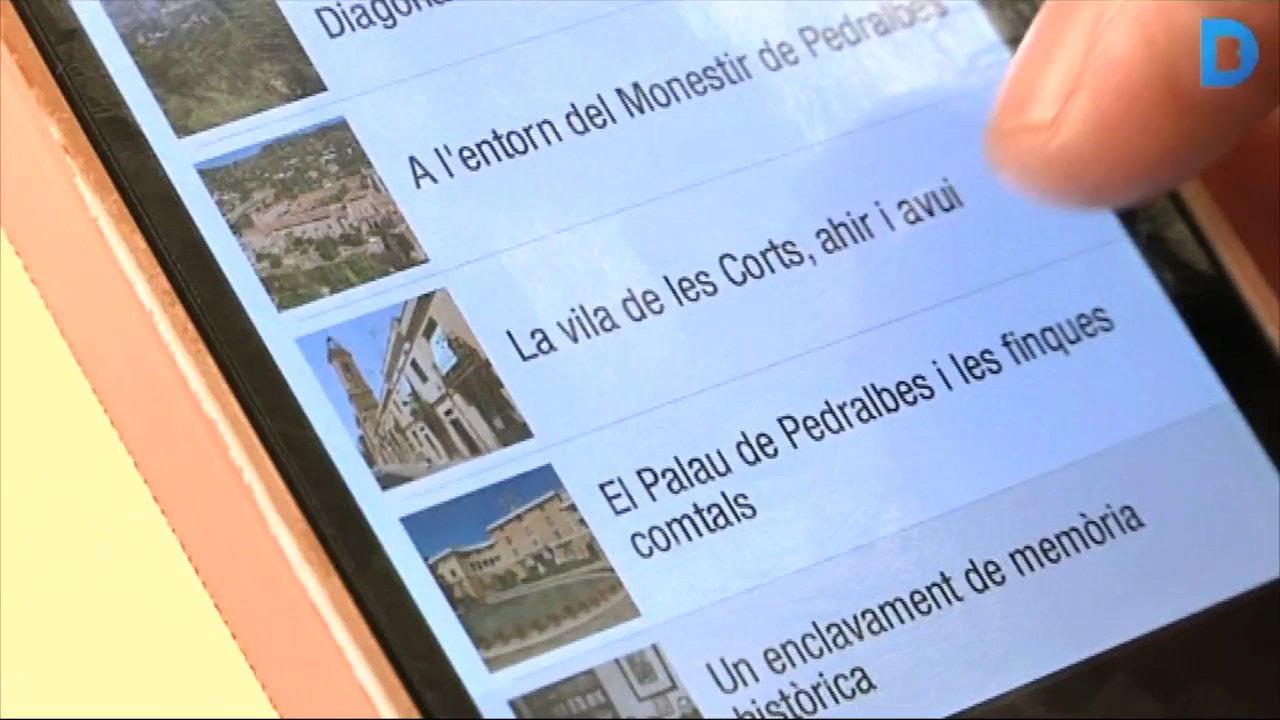 A l'entorn del Monestir de Pedralbes
La vila de les Corts, ahir i avui
El Palau de Pedralbes i les finques
comtals
Un enclavament de memòria
històrica